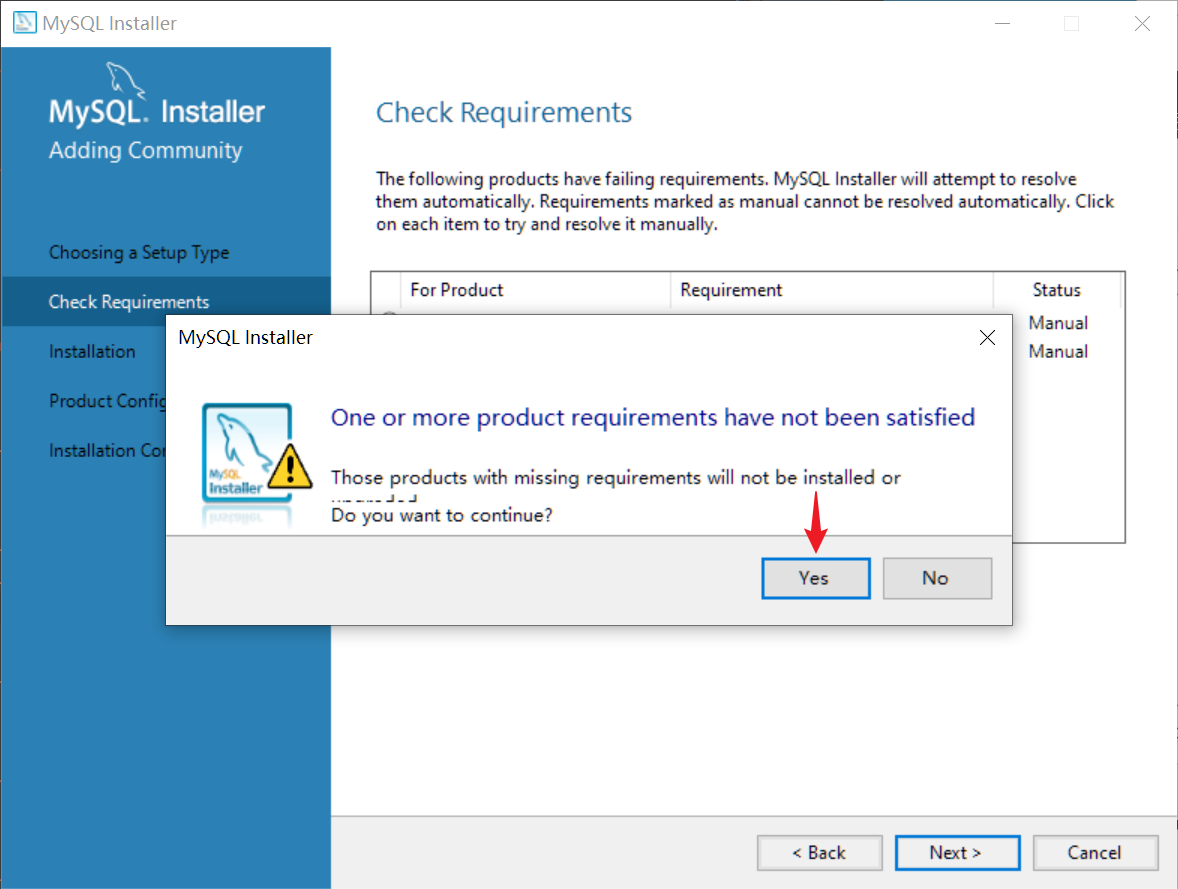 MySQL Installer
MySQL. Installer
Adding Community
Choosing a Setup Type
Check Requirements
Installation
Product Config
Installation Con
Check Requirements
The following products have failing requirements. MySQL Installer will attempt to resolve
them automatically. Requirements marked as manual cannot be resolved automatically. Click
on each item to try and resolve it manually.
For Product Requirement Status
Manual
Manual
MySQL Installer
MySQL
Installer
One or more product requirements have not been satisfied
Those products with missing requirements will not be installed or
Do you want to continue?
Yes No
< Back Next > Cancel